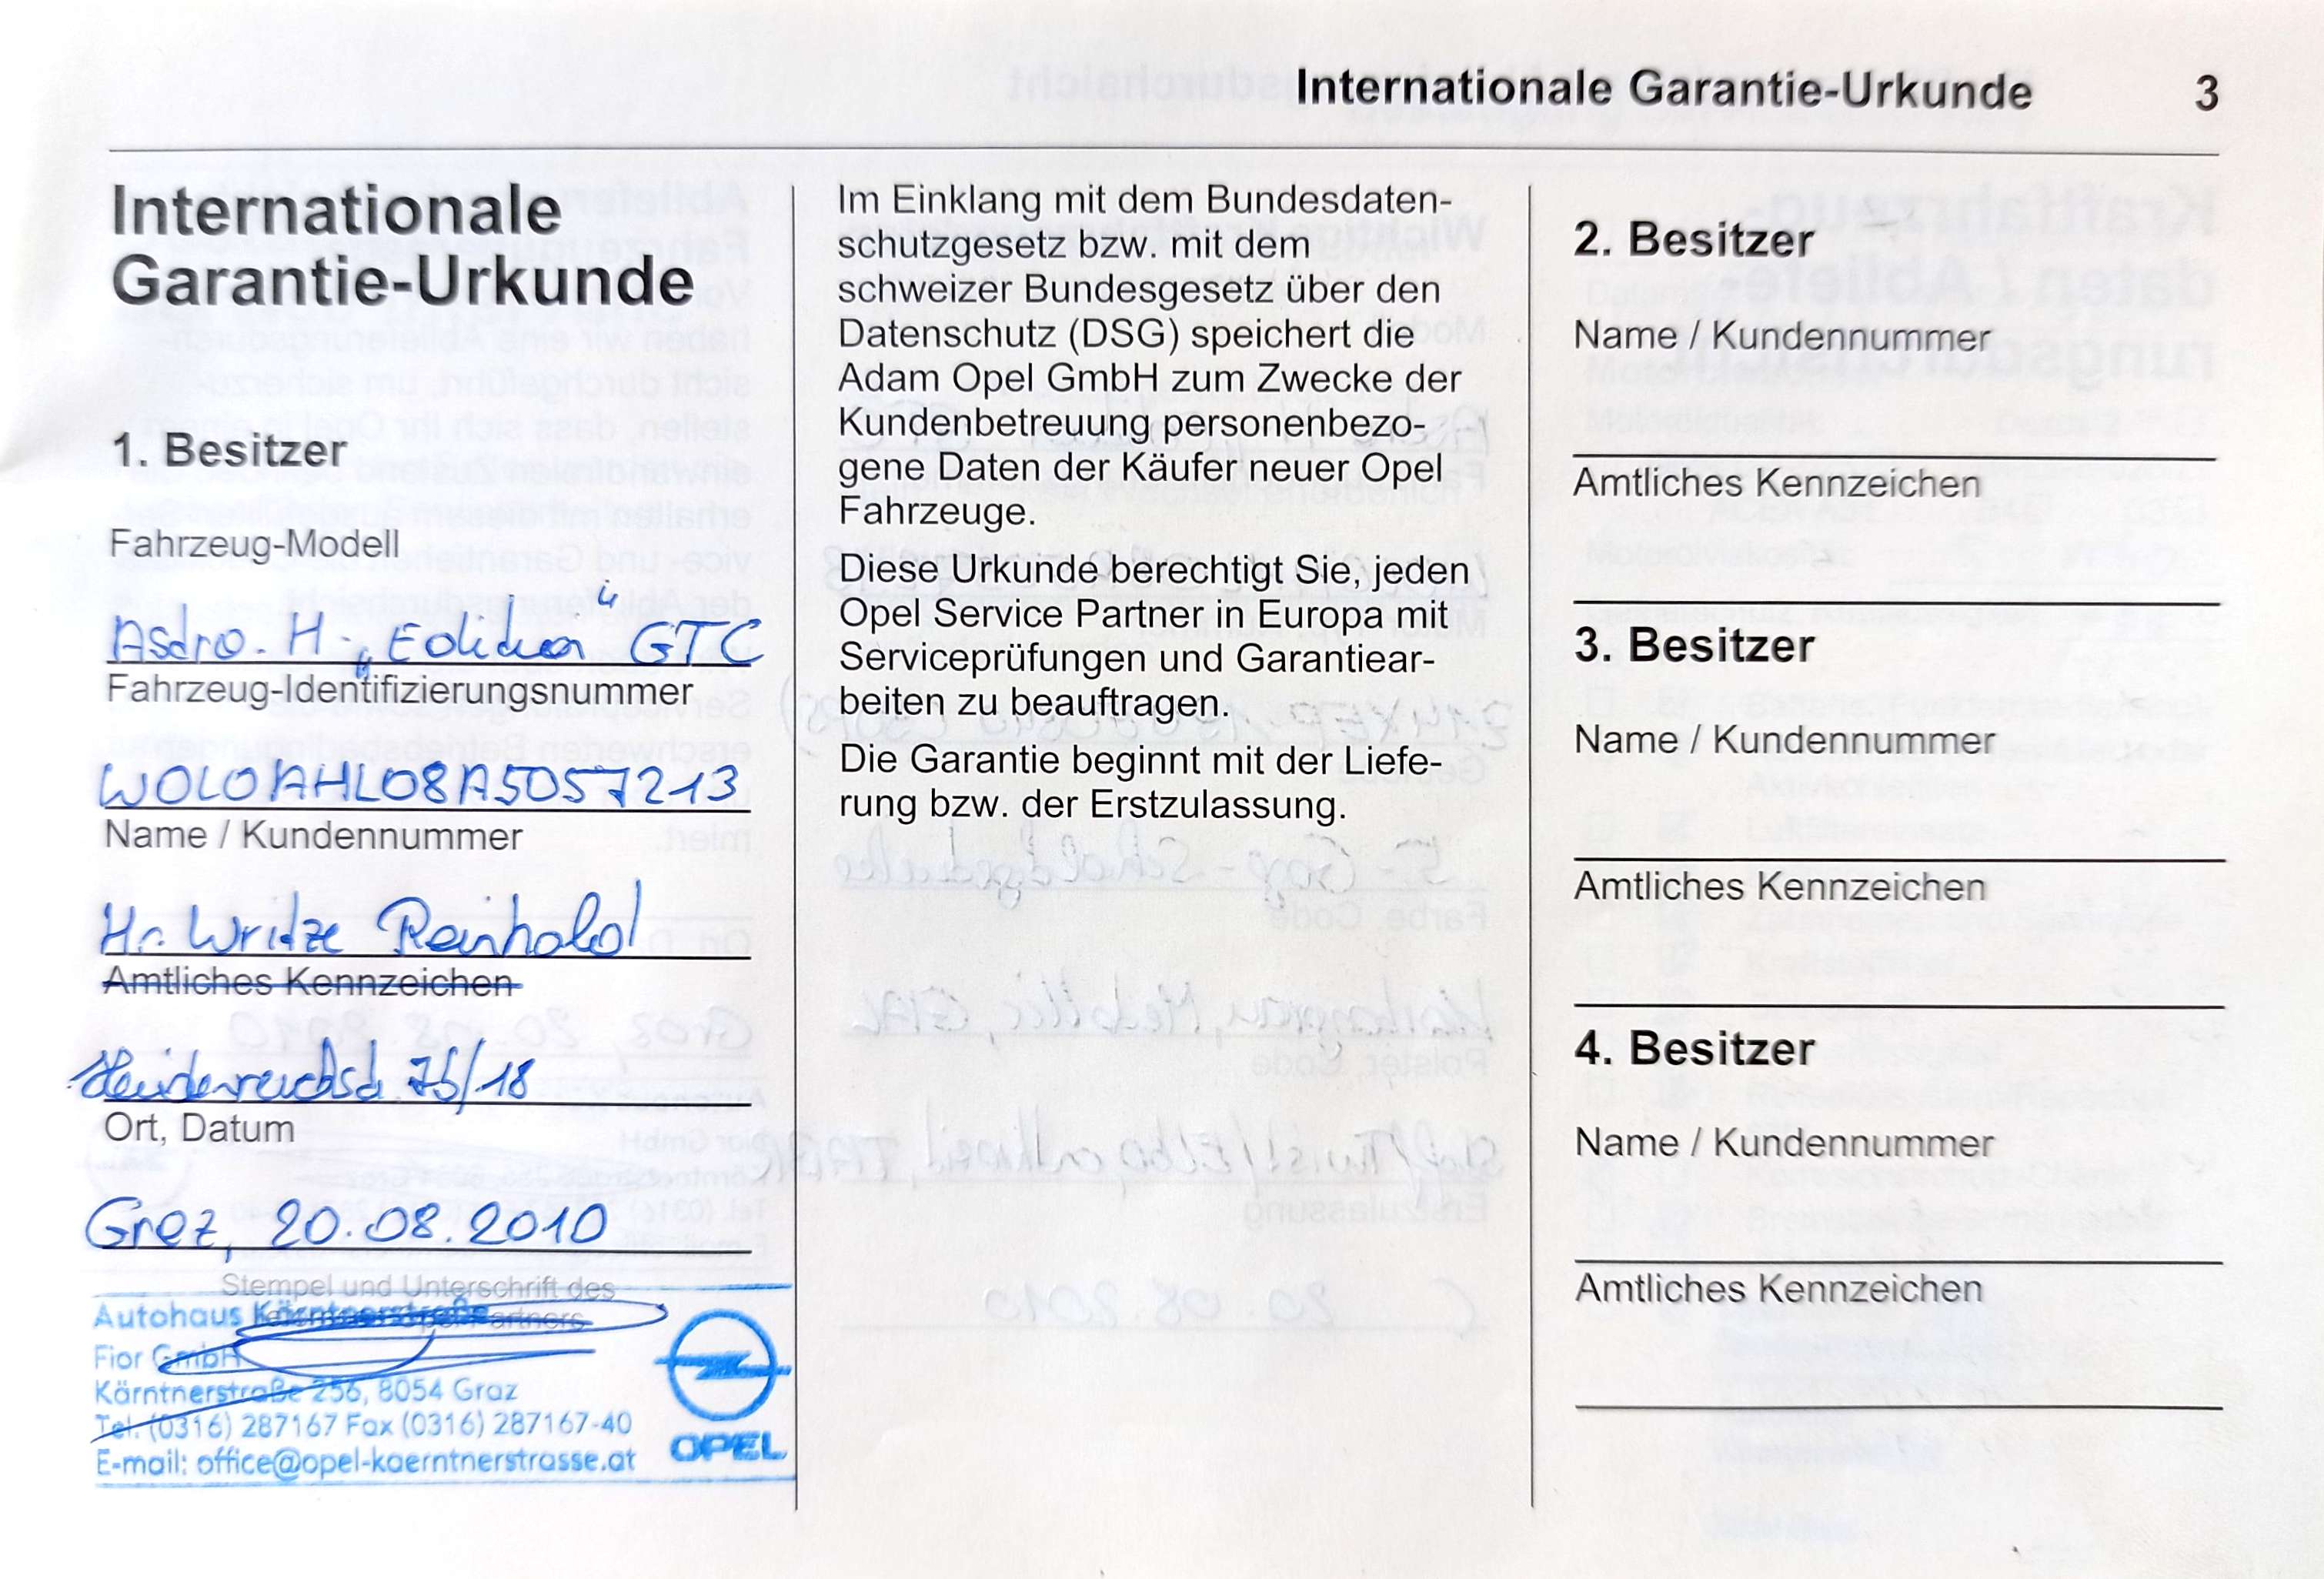 Internationale Garantie-Urkunde 3
Internationale
Garantie-Urkunde
1. Besitzer
Fahrzeug-Modell
Astra-H "Edition" GTC
Fahrzeug-Identifizierungsnummer
W0L0AHL08A5057213
Name / Kundennummer
Hr. Reinhold
Amtliches Kennzeichen
75/18
Ort, Datum
Graz, 20.08.2010
Stempel und Unterschrift des
Autohaus Kärntnerstraße
Fior GmbH
Kärntnerstraße 256, 8054 Graz
Tel. (0316) 287167 Fax (0316) 287167-40
E-mail: office@opel-kaerntnerstrasse.at
OPEL
Im Einklang mit dem Bundesdaten-
schutzgesetz bzw. mit dem
schweizer Bundesgesetz über den
Datenschutz (DSG) speichert die
Adam Opel GmbH zum Zwecke der
Kundenbetreuung personenbezo-
gene Daten der Käufer neuer Opel
Fahrzeuge.
Diese Urkunde berechtigt Sie, jeden
Opel Service Partner in Europa mit
Serviceprüfungen und Garantiear-
beiten zu beauftragen.
Die Garantie beginnt mit der Liefe-
rung bzw. der Erstzulassung.
2. Besitzer
Name / Kundennummer
Amtliches Kennzeichen
3. Besitzer
Name / Kundennummer
Amtliches Kennzeichen
4. Besitzer
Name / Kundennummer
Amtliches Kennzeichen